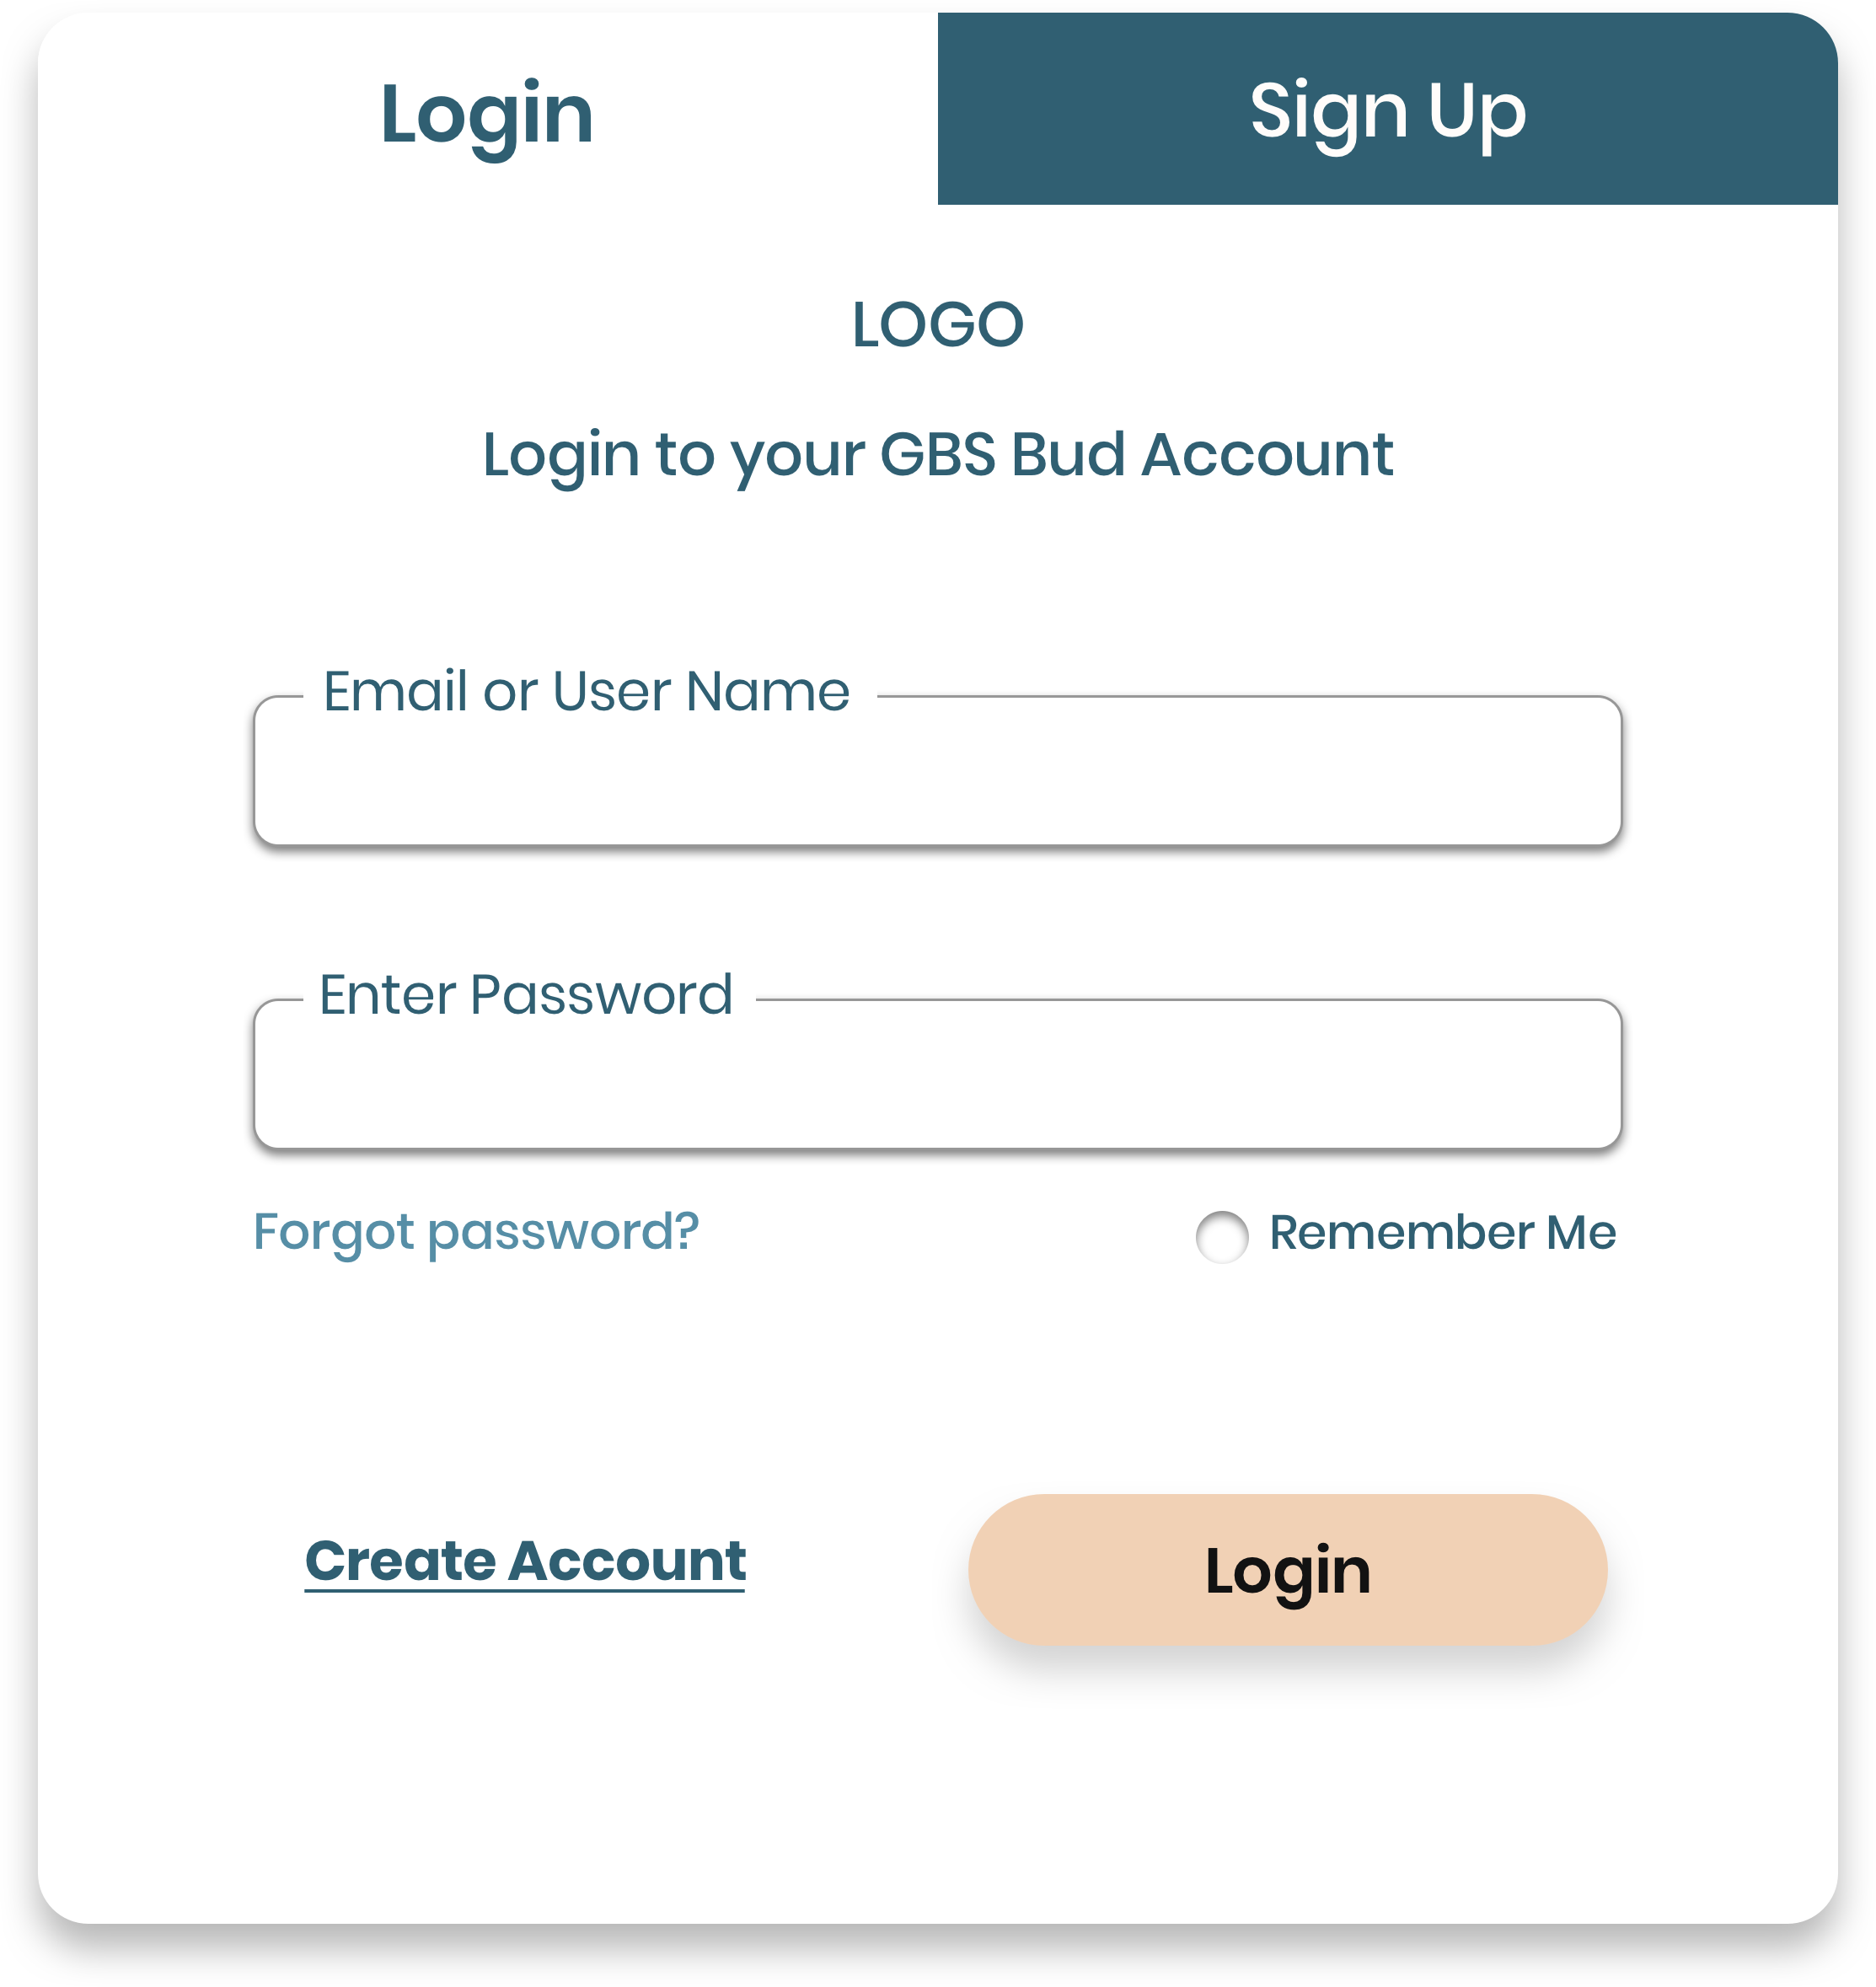 Login
Sign Up
LOGO
Login to your GBS Bud Account
Email or User Name
Enter Password
Forgot password?
Remember Me
Create Account
Login